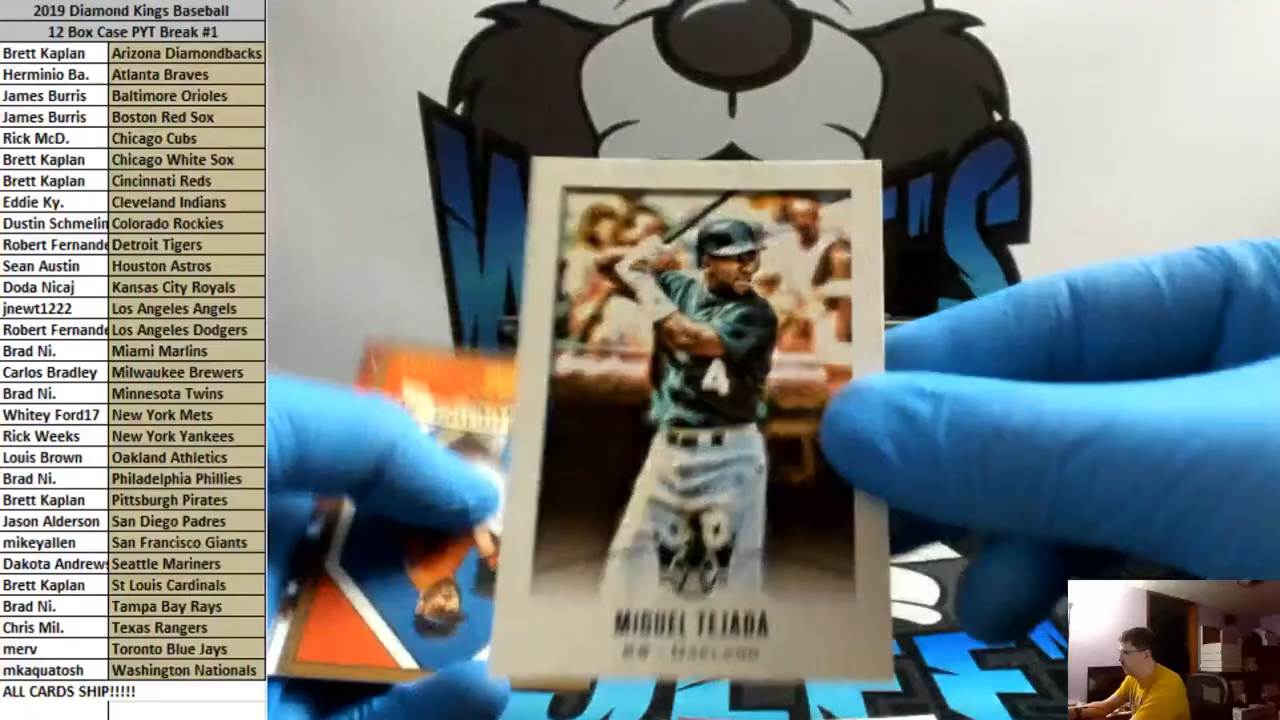 2019 Diamond Kings Baseball
12 Box Case PYT Break #1
Brett Kaplan Arizona Diamondbacks
Herminio Ba. Atlanta Braves
James Burris Baltimore Orioles
James Burris Boston Red Sox
Rick McD. Chicago Cubs
Brett Kaplan Chicago White Sox
Brett Kaplan Cincinnati Reds
Eddie Ky. Cleveland Indians
Dustin Schmelin Colorado Rockies
Robert Fernande Detroit Tigers
Sean Austin Houston Astros
Doda Nicaj Kansas City Royals
jnewt1222 Los Angeles Angels
Robert Fernande Los Angeles Dodgers
Brad Ni. Miami Marlins
Carlos Bradley Milwaukee Brewers
Brad Ni. Minnesota Twins
Whitey Ford17 New York Mets
Rick Weeks New York Yankees
Louis Brown Oakland Athletics
Brad Ni. Philadelphia Phillies
Brett Kaplan Pittsburgh Pirates
Jason Alderson San Diego Padres
mikeyallen San Francisco Giants
Dakota Andrews Seattle Mariners
Brett Kaplan St Louis Cardinals
Brad Ni. Tampa Bay Rays
Chris Mil. Texas Rangers
merv Toronto Blue Jays
mkaquatosh Washington Nationals
ALL CARDS SHIP!!!!!
4
MIGUEL TEJADA
OAKLAND